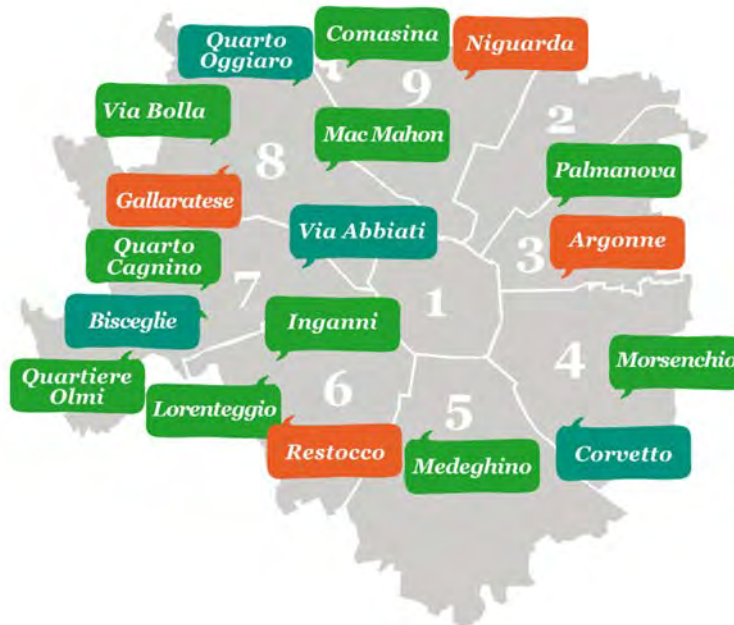 Quarto
Oggiaro
Comasina
Niguarda
9
2
Via Bolla
Mac Mahon
8
Palmanova
Gallaratese
Via Abbiati
3
Argonne
Quarto
Cagnino
7
1
Bisceglie
Inganni
4
Morsenchio
Quartiere
Olmi
Lorenteggio
6
5
Restocco
Medeghino
Corvetto